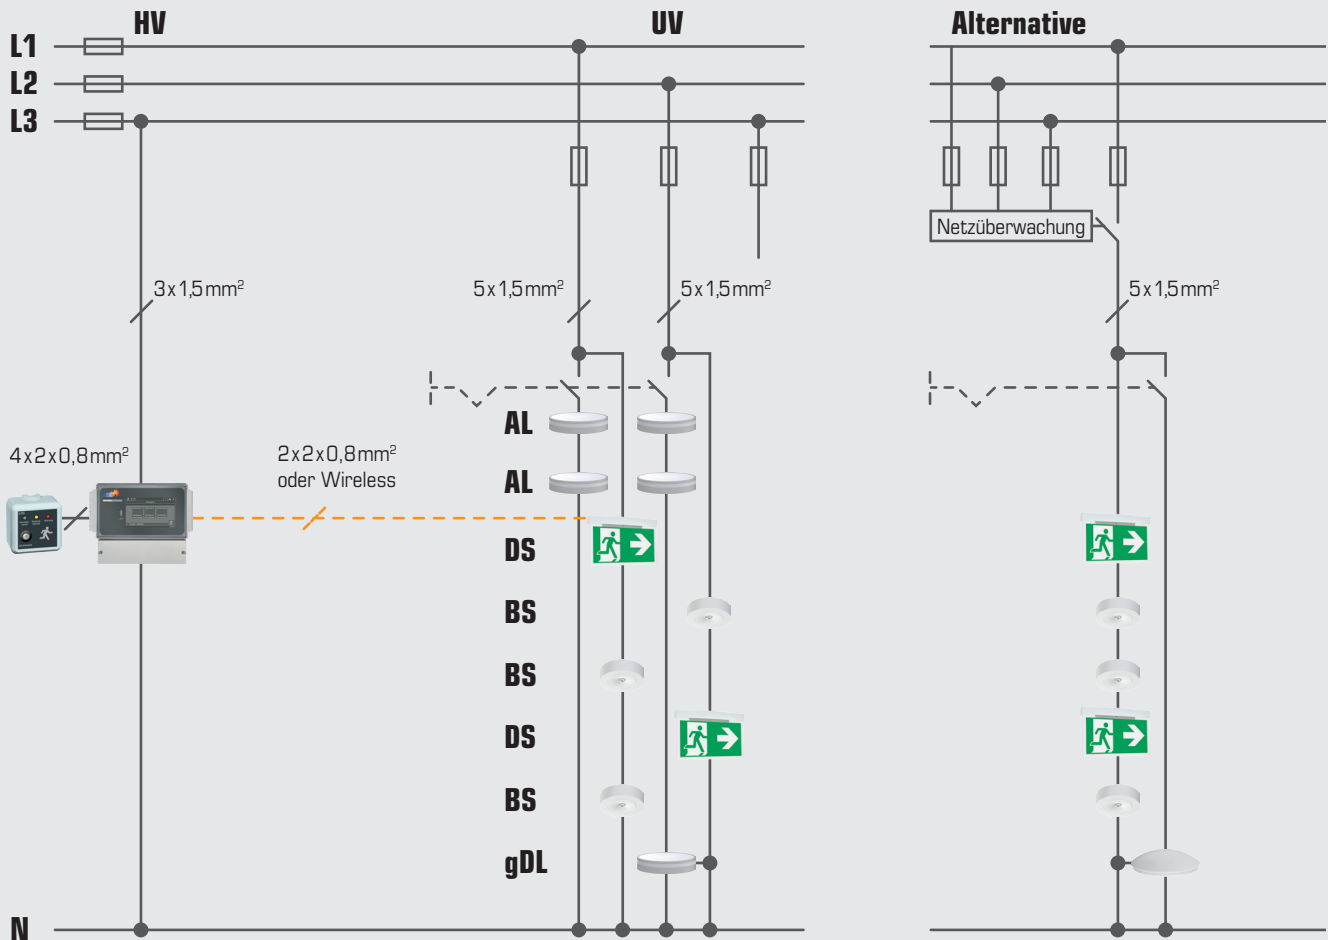 HV
UV
Alternative
L1
L2
L3
Netzüberwachung
3x1,5mm²
5x1,5mm²
5x1,5mm²
5x1,5mm²
AL
4x2x0,8mm²
2x2x0,8mm²
oder Wireless
AL
DS
BS
BS
DS
BS
gDL
N